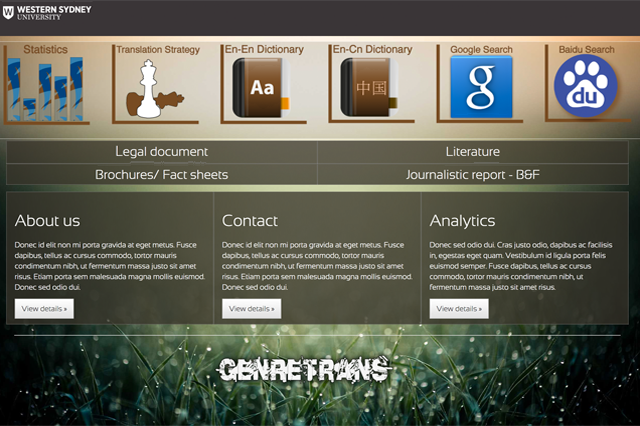 WESTERN SYDNEY
UNIVERSITY
Statistics
Translation Strategy
En-En Dictionary
En-Cn Dictionary
Google Search
Baidu Search
Aa
中国
g
du
Legal document
Literature
Brochures/ Fact sheets
Journalistic report - B&F
About us
Donec id elit non mi porta gravida at eget metus. Fusce
dapibus, tellus ac cursus commodo, tortor mauris
condimentum nibh, ut fermentum massa justo sit amet
risus. Etiam porta sem malesuada magna mollis euismod.
Donec sed odio dui.
View details »
Contact
Donec id elit non mi porta gravida at eget metus. Fusce
dapibus, tellus ac cursus commodo, tortor mauris
condimentum nibh, ut fermentum massa justo sit amet
risus. Etiam porta sem malesuada magna mollis euismod.
Donec sed odio dui.
View details »
Analytics
Donec sed odio dui. Cras justo odio, dapibus ac facilisis
in, egestas eget quam. Vestibulum id ligula porta felis
euismod semper. Fusce dapibus, tellus ac cursus
commodo, tortor mauris condimentum nibh, ut
fermentum massa justo sit amet risus.
View details »
GENRETRANS